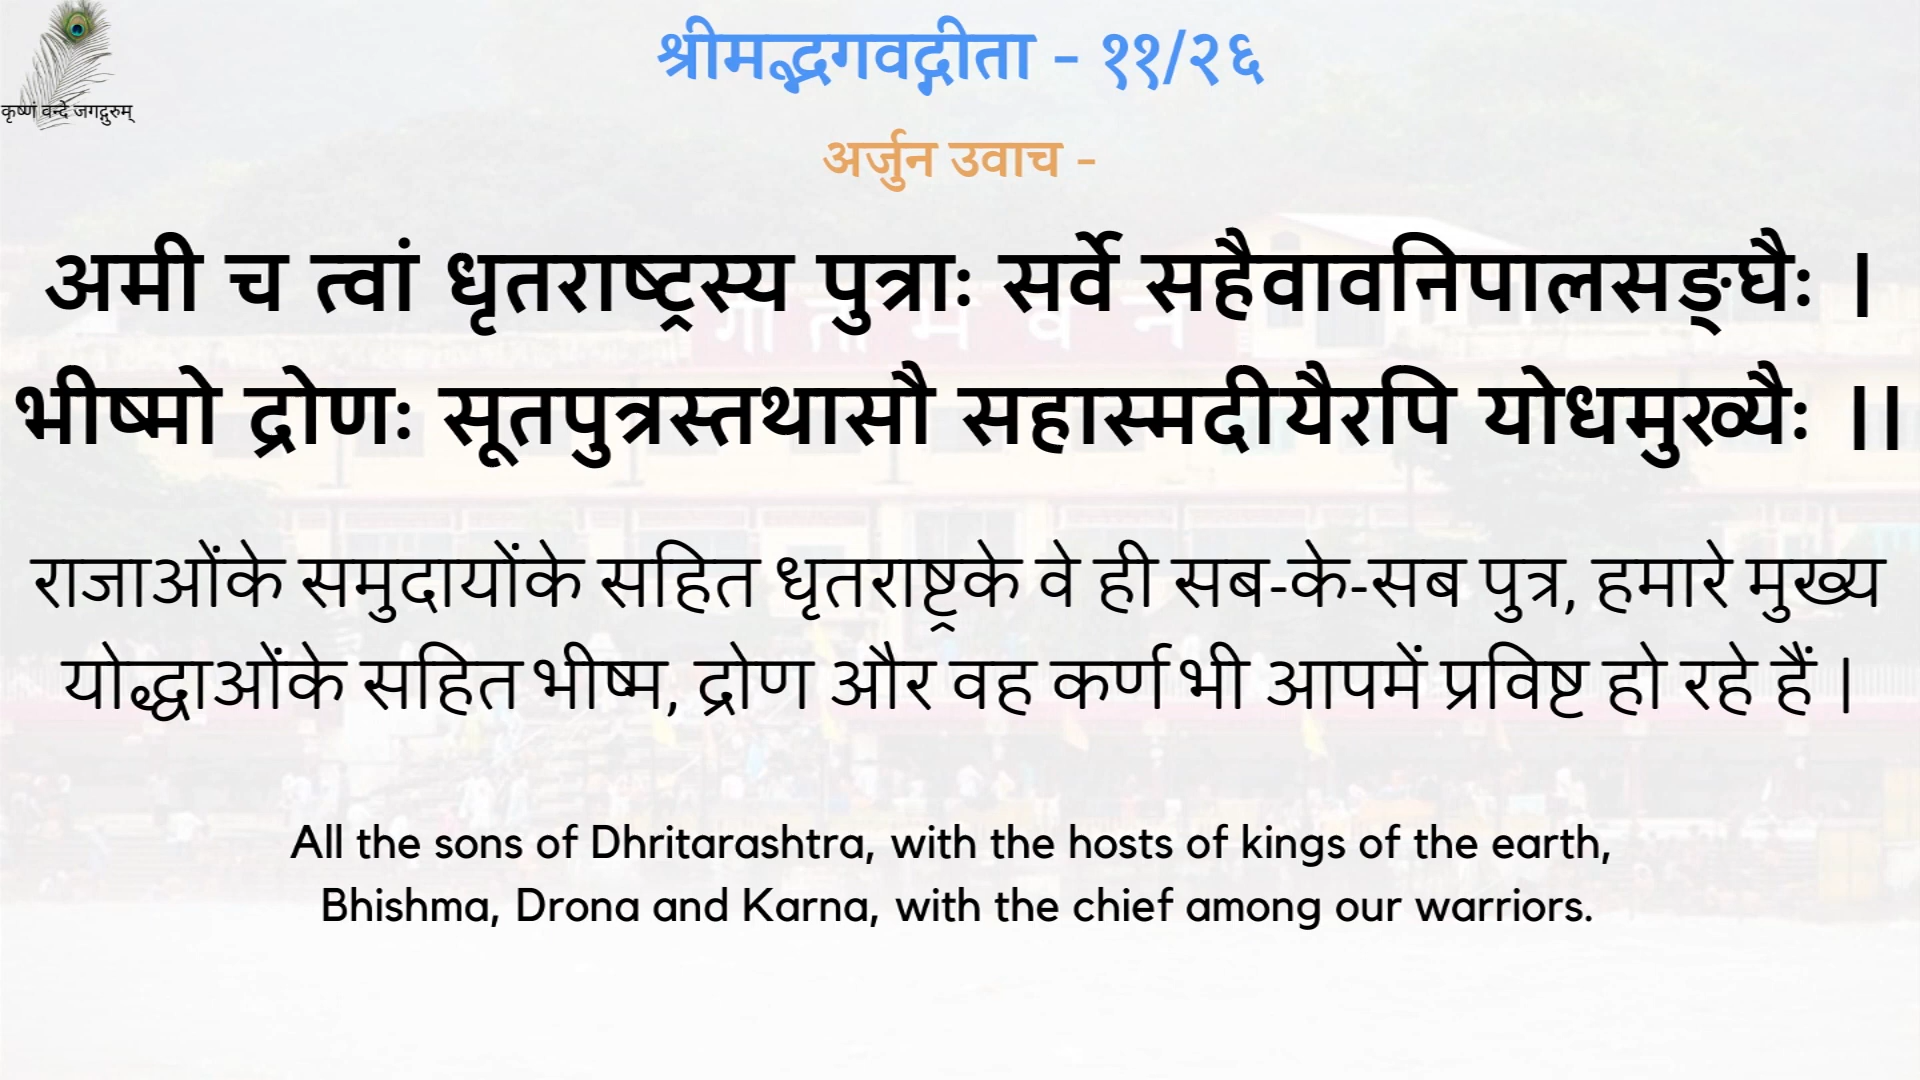 श्रीमद्भगवद्गीता - ११/२६
कृष्णं वन्दे जगद्गुरुम्
अर्जुन उवाच -
अमी च त्वां धृतराष्ट्रस्य पुत्राः सर्वे सहैवावनिपालसङ्घैः ।
भीष्मो द्रोणः सूतपुत्रस्तथासौ सहास्मदीयैरपि योधमुख्यैः ।।
गीता भवन
राजाओंके समुदायोंके सहित धृतराष्ट्रके वे ही सब-के-सब पुत्र, हमारे मुख्य
योद्धाओंके सहित भीष्म, द्रोण और वह कर्ण भी आपमें प्रविष्ट हो रहे हैं |
All the sons of Dhritarashtra, with the hosts of kings of the earth,
Bhishma, Drona and Karna, with the chief among our warriors.